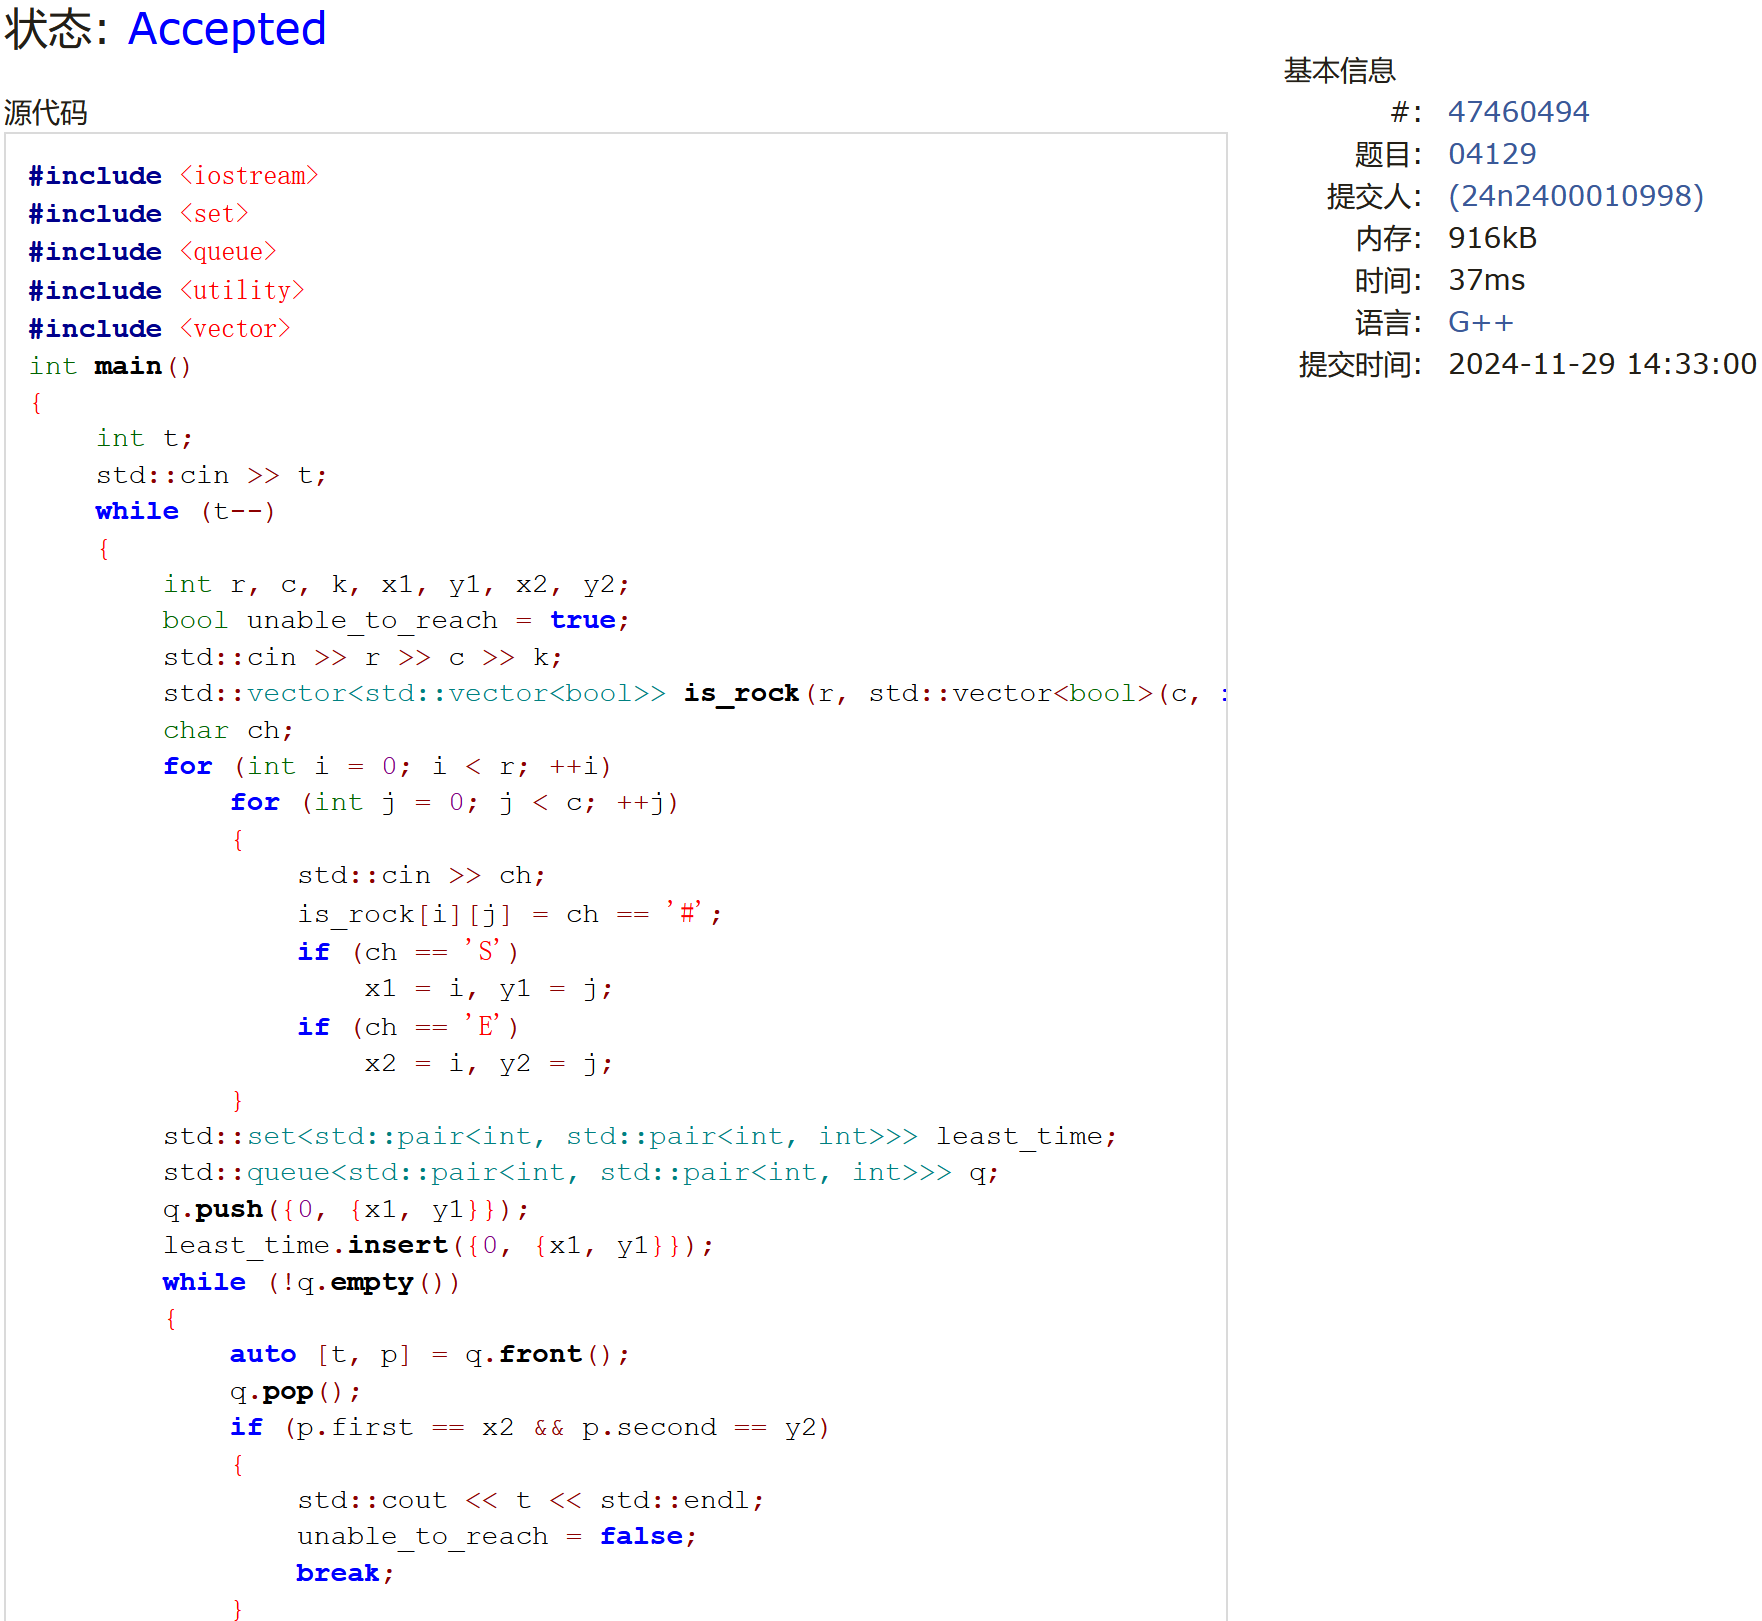 状态: Accepted
源代码
#include <iostream>
#include <set>
#include <queue>
#include <utility>
#include <vector>
int main()
{
    int t;
    std::cin >> t;
    while (t--)
    {
        int r, c, k, x1, y1, x2, y2;
        bool unable_to_reach = true;
        std::cin >> r >> c >> k;
        std::vector<std::vector<bool>> is_rock(r, std::vector<bool>(c,
        char ch;
        for (int i = 0; i < r; ++i)
            for (int j = 0; j < c; ++j)
            {
                std::cin >> ch;
                is_rock[i][j] = ch == '#';
                if (ch == 'S')
                    x1 = i, y1 = j;
                if (ch == 'E')
                    x2 = i, y2 = j;
            }
        std::set<std::pair<int, std::pair<int, int>>> least_time;
        std::queue<std::pair<int, std::pair<int, int>>> q;
        q.push({0, {x1, y1}});
        least_time.insert({0, {x1, y1}});
        while (!q.empty())
        {
            auto [t, p] = q.front();
            q.pop();
            if (p.first == x2 && p.second == y2)
            {
                std::cout << t << std::endl;
                unable_to_reach = false;
                break;
            }
基本信息
#: 47460494
题目: 04129
提交人: (24n2400010998)
内存: 916kB
时间: 37ms
语言: G++
提交时间: 2024-11-29 14:33:00